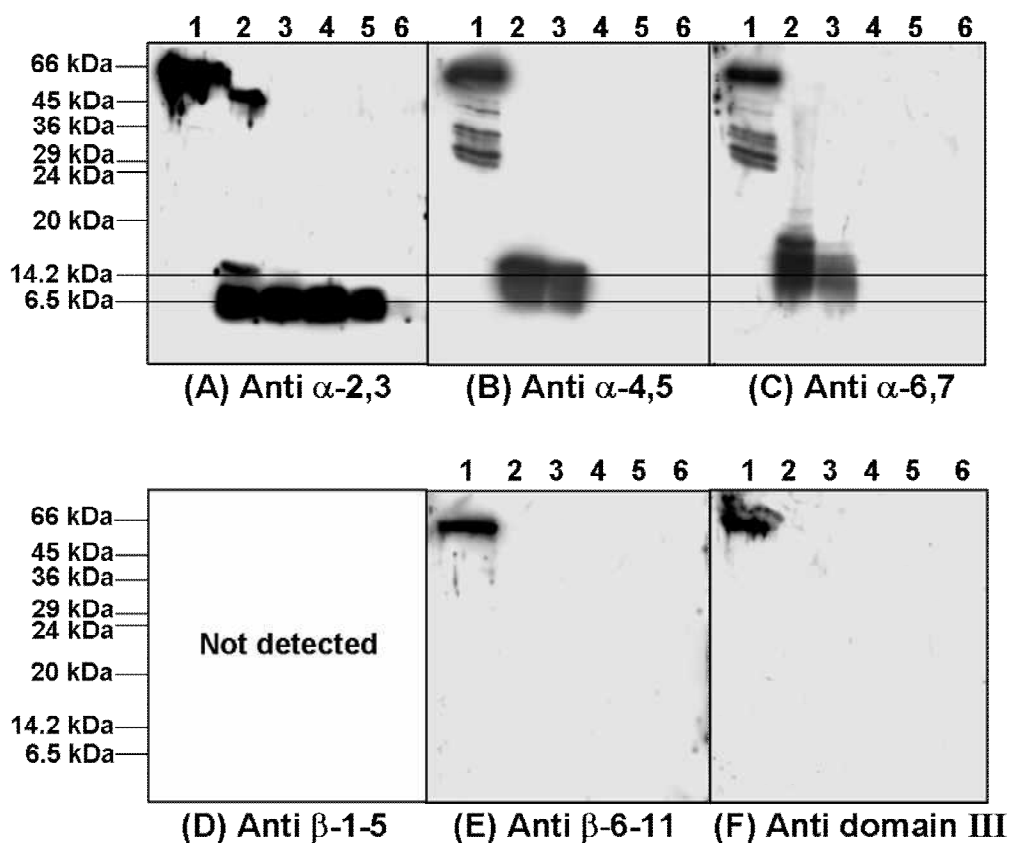 1 2 3 4 5 6 1 2 3 4 5 6 1 2 3 4 5 6
66 kDa
45 kDa
36 kDa
29 kDa
24 kDa
20 kDa
14.2 kDa
6.5 kDa
(A) Anti α-2,3 (B) Anti α-4,5 (C) Anti α-6,7
1 2 3 4 5 6 1 2 3 4 5 6
66 kDa
45 kDa
36 kDa
29 kDa
24 kDa
Not detected
20 kDa
14.2 kDa
6.5 kDa
(D) Anti β-1-5 (E) Anti β-6-11 (F) Anti domain III